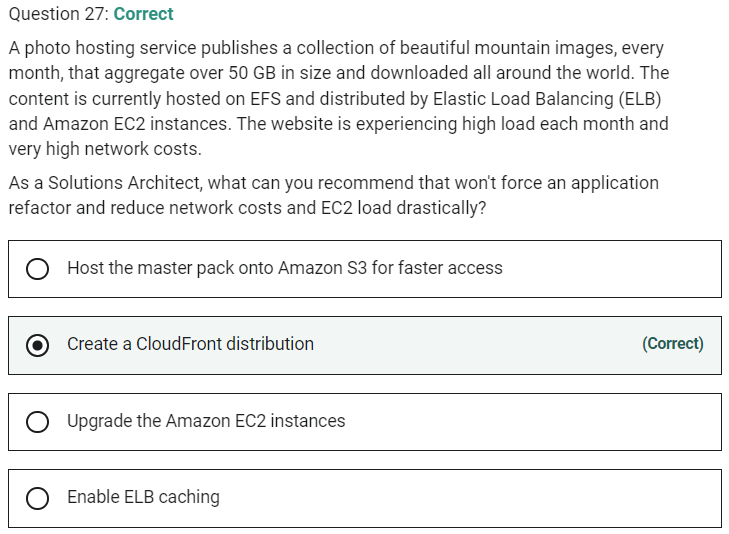 Question 27: Correct
A photo hosting service publishes a collection of beautiful mountain images, every
month, that aggregate over 50 GB in size and downloaded all around the world. The
content is currently hosted on EFS and distributed by Elastic Load Balancing (ELB)
and Amazon EC2 instances. The website is experiencing high load each month and
very high network costs.
As a Solutions Architect, what can you recommend that won't force an application
refactor and reduce network costs and EC2 load drastically?
Host the master pack onto Amazon S3 for faster access
Create a CloudFront distribution (Correct)
Upgrade the Amazon EC2 instances
Enable ELB caching